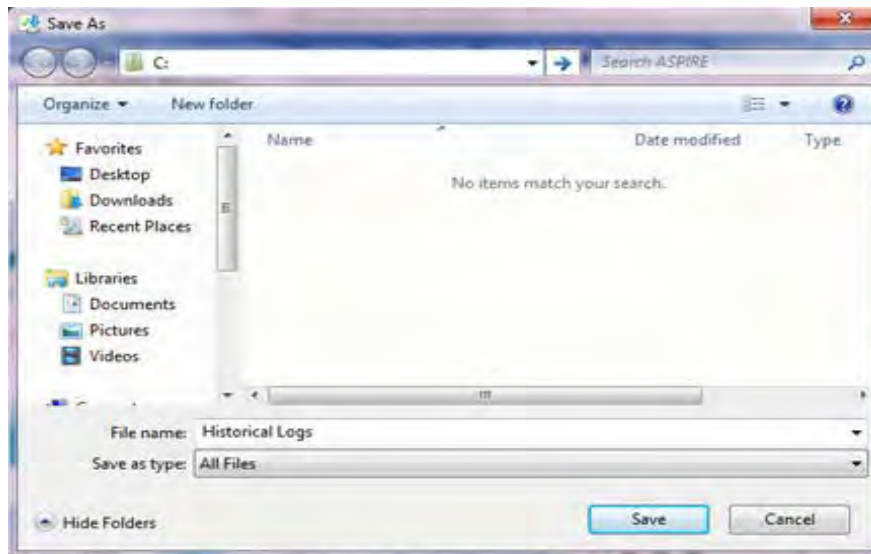 Save As
C:
Search ASPIRE
Organize
New folder
Name
Date modified
Type
Favorites
Desktop
Downloads
Recent Places
Libraries
Documents
Pictures
Videos
No items match your search.
File name: Historical Logs
Save as type: All Files
Hide Folders
Save
Cancel